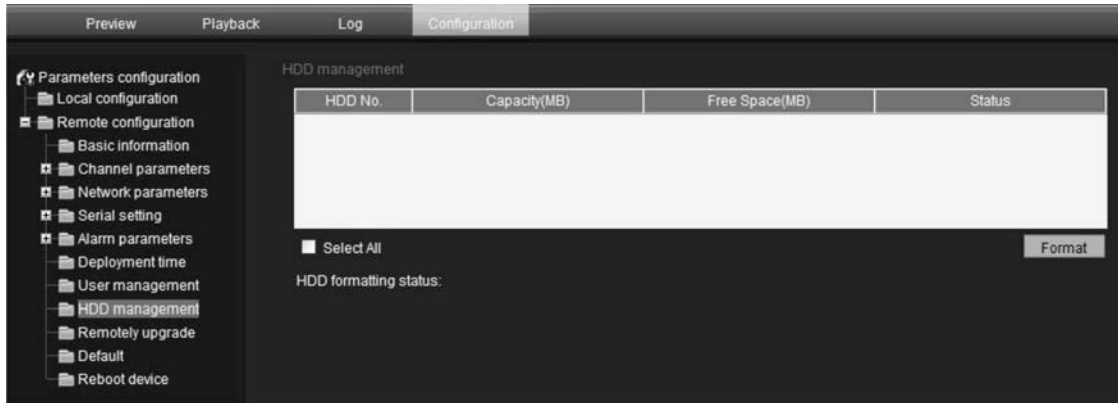 Preview Playback Log Configuration
Parameters configuration
Local configuration
Remote configuration
Basic information
Channel parameters
Network parameters
Serial setting
Alarm parameters
Deployment time
User management
HDD management
Remotely upgrade
Default
Reboot device
HDD management
HDD No. Capacity(MB) Free Space(MB) Status
Select All Format
HDD formatting status: